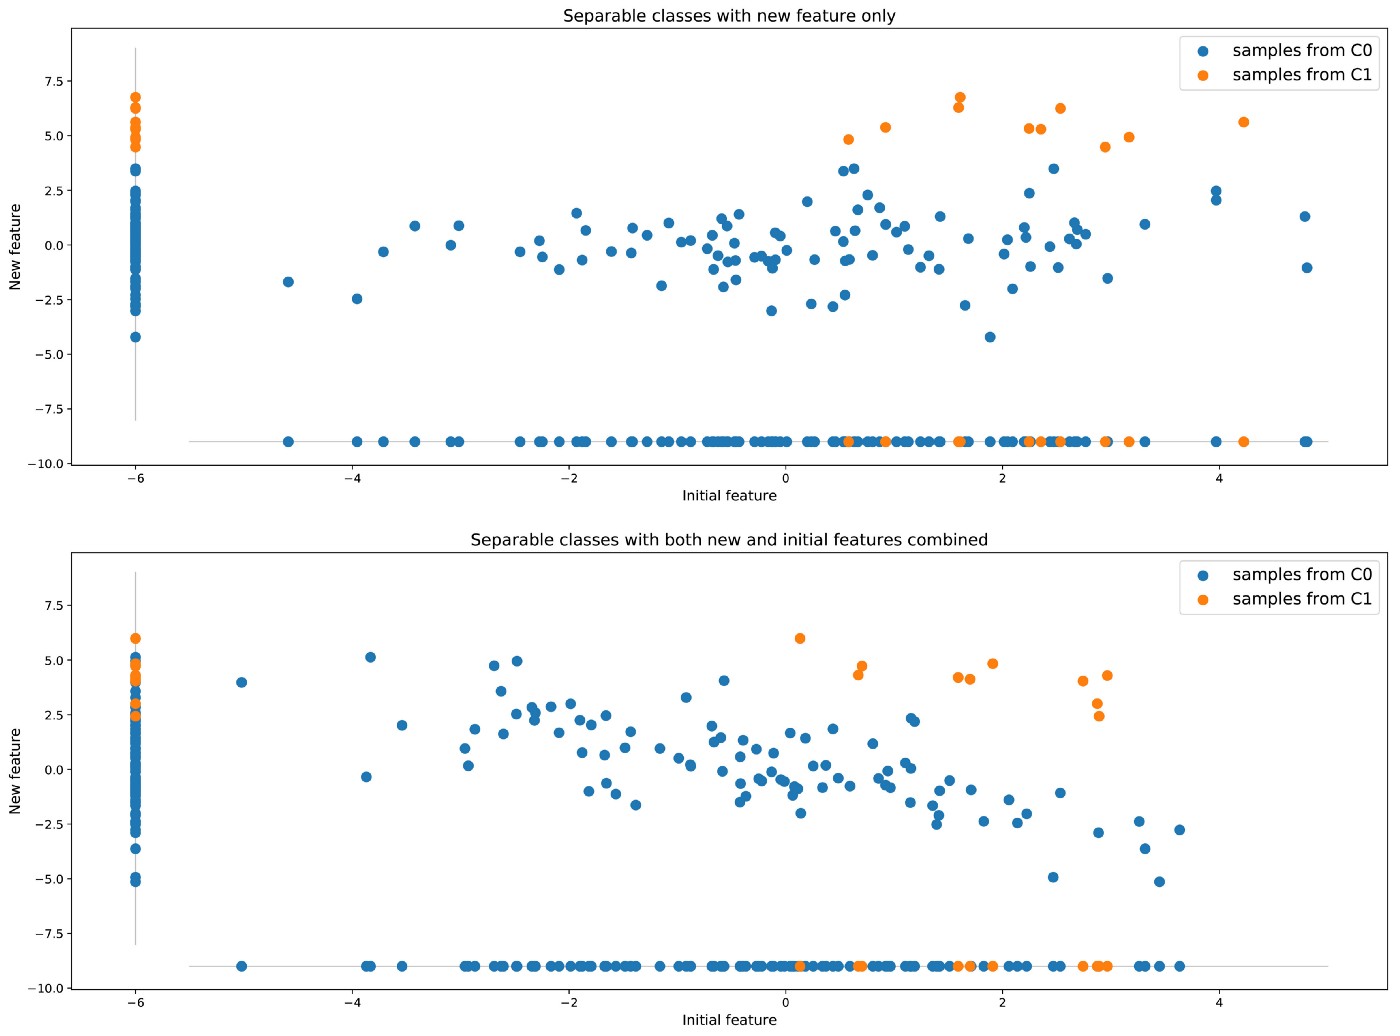 Separable classes with new feature only
samples from C0
samples from C1
New feature
7.5
5.0
2.5
0.0
−2.5
−5.0
−7.5
−10.0
−6
−4
−2
0
2
4
Initial feature
Separable classes with both new and initial features combined
samples from C0
samples from C1
New feature
7.5
5.0
2.5
0.0
−2.5
−5.0
−7.5
−10.0
−6
−4
−2
0
2
4
Initial feature